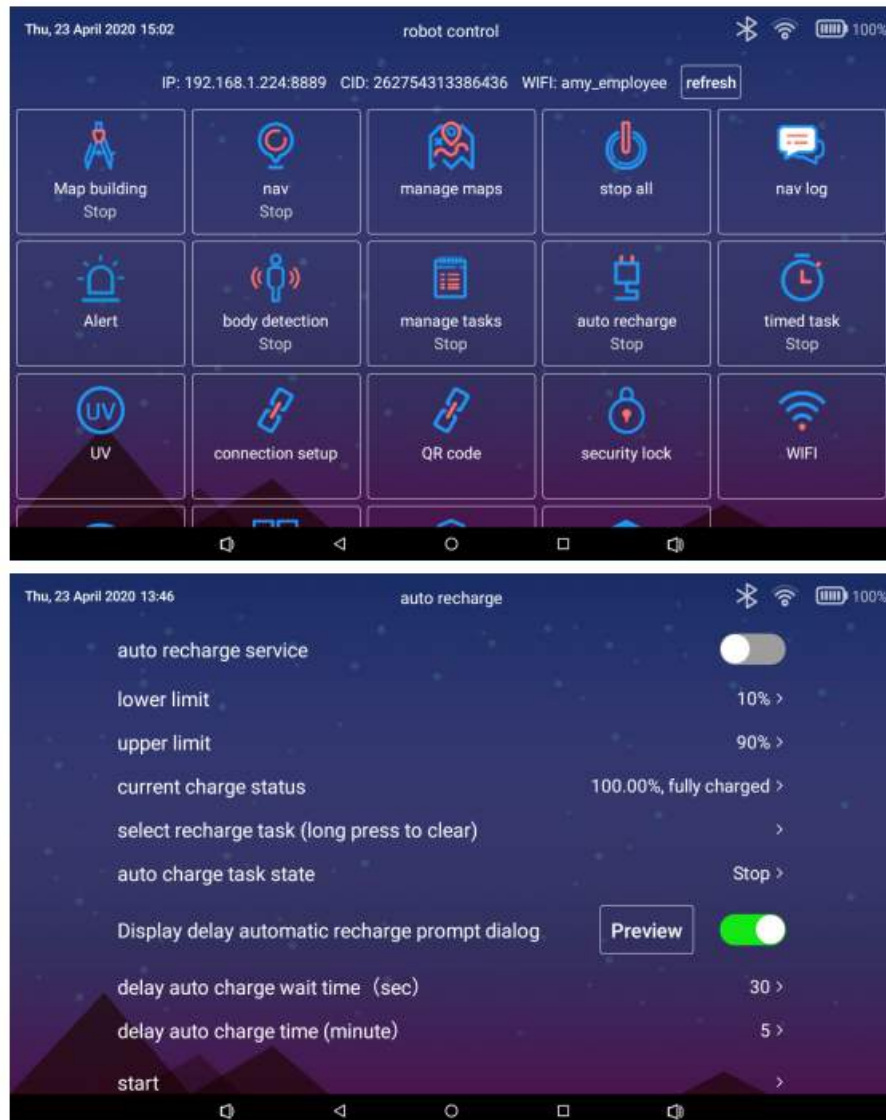 Thu, 23 April 2020 15:02 robot control 100%
IP: 192.168.1.224:8889 CID: 262754313386436 WIFI: amy_employee refresh
Map building nav manage maps stop all nav log
Stop Stop
Alert body detection manage tasks auto recharge timed task
Stop Stop Stop Stop
UV
UV connection setup QR code security lock WIFI
Thu, 23 April 2020 13:46 auto recharge 100%
auto recharge service
lower limit 10% >
upper limit 90% >
current charge status 100.00%, fully charged >
select recharge task (long press to clear) >
auto charge task state Stop >
Display delay automatic recharge prompt dialog Preview
delay auto charge wait time（sec） 30 >
delay auto charge time (minute） 5 >
start >